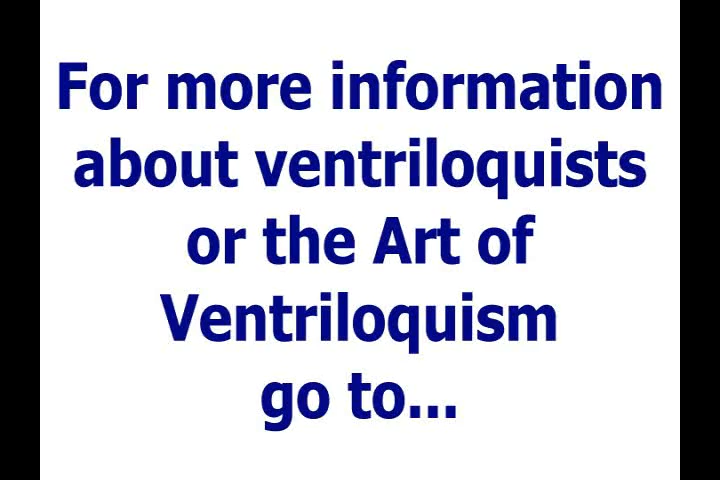 For more information
about ventriloquists
or the Art of
Ventriloquism
go to...